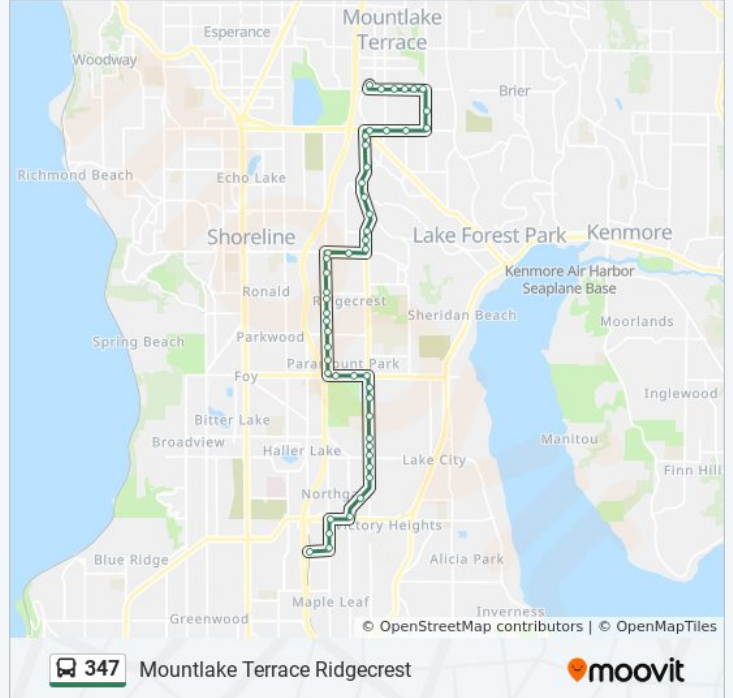 Mountlake
Terrace
Esperance
Woodway
Brier
Richmond Beach
Echo Lake
Shoreline
Lake Forest Park
Kenmore
Kenmore Air Harbor
Seaplane Base
Ronald
Ridgecrest
Sheridan Beach
Moorlands
Parkwood
Spring Beach
Paramount Park
Foy
Inglewood
Bitter Lake
Broadview
Haller Lake
Manitou
Lake City
Finn Hill
Northga
Victory Heights
Blue Ridge
Alicia Park
Maple Leaf
Inverness
Greenwood
© OpenStreetMap contributors | © OpenMapTiles
347 Mountlake Terrace Ridgecrest
moovit